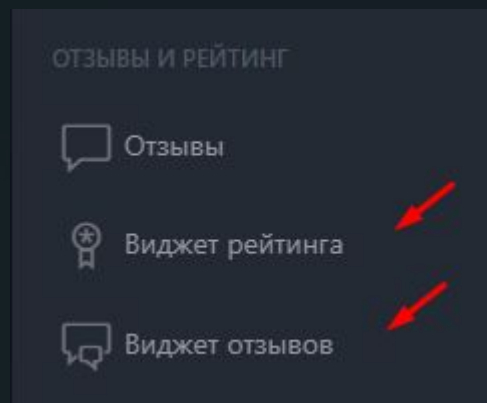 ОТЗЫВЫ И РЕЙТИНГ
Отзывы
Виджет рейтинга
Виджет отзывов